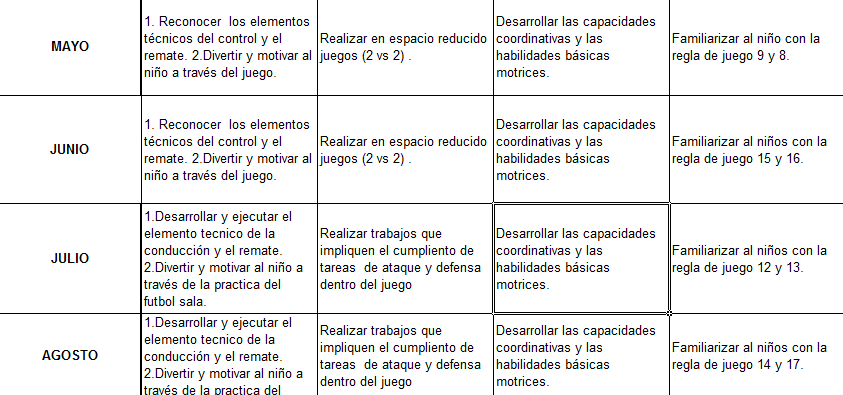 MAYO
1. Reconocer los elementos
técnicos del control y el
remate. 2.Divertir y motivar al
niño a través del juego.
Realizar en espacio reducido
juegos (2 vs 2) .
Desarrollar las capacidades
coordinativas y las
habilidades básicas
motrices.
Familiarizar al niño con la
regla de juego 9 y 8.
JUNIO
1. Reconocer los elementos
técnicos del control y el
remate. 2.Divertir y motivar al
niño a través del juego.
Realizar en espacio reducido
juegos (2 vs 2) .
Desarrollar las capacidades
coordinativas y las
habilidades básicas
motrices.
Familiarizar al niños con la
regla de juego 15 y 16.
JULIO
1.Desarrollar y ejecutar el
elemento tecnico de la
conducción y el remate.
2.Divertir y motivar al niño a
través de la practica del
futbol sala.
Realizar trabajos que
impliquen el cumpliento de
tareas de ataque y defensa
dentro del juego
Desarrollar las capacidades
coordinativas y las
habilidades básicas
motrices.
Familiarizar al niños con la
regla de juego 12 y 13.
AGOSTO
1.Desarrollar y ejecutar el
elemento tecnico de la
conducción y el remate.
2.Divertir y motivar al niño a
través de la practica del
Realizar trabajos que
impliquen el cumpliento de
tareas de ataque y defensa
dentro del juego
Desarrollar las capacidades
coordinativas y las
habilidades básicas
motrices.
Familiarizar al niños con la
regla de juego 14 y 17.